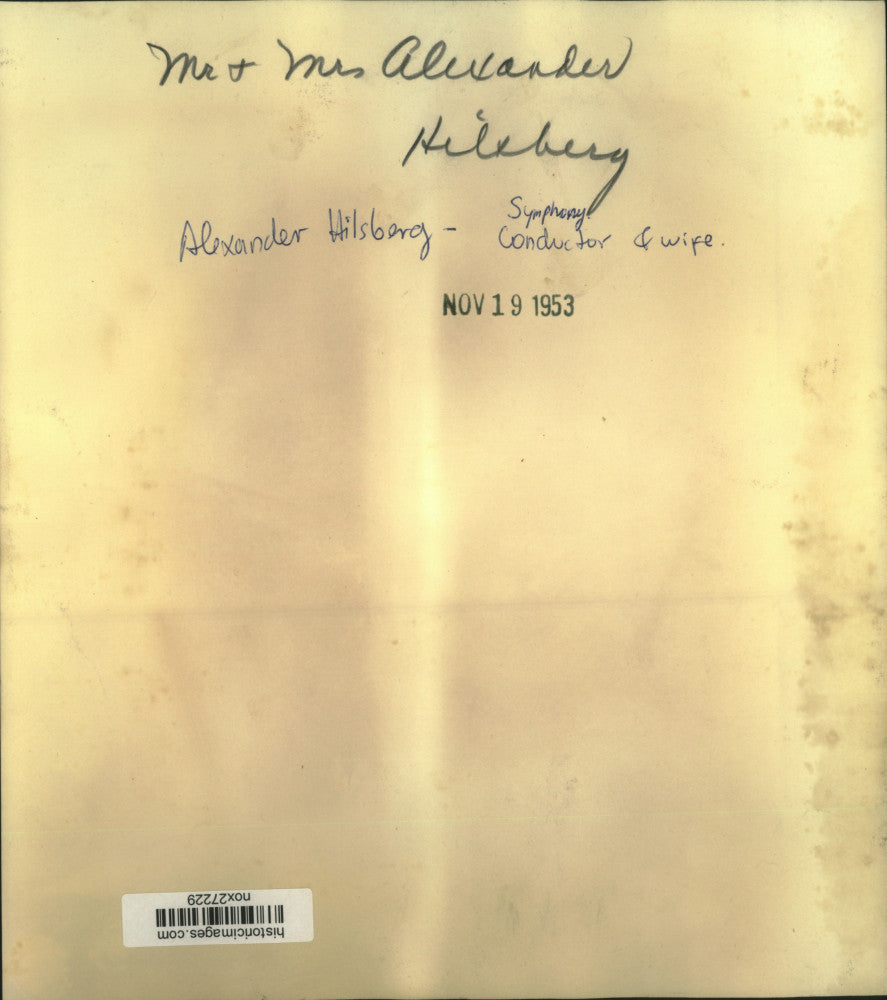 Mr & Mrs Alexander
Hilsberg
Alexander Hilsberg - Symphony
Conductor & wife.
NOV 19 1953
nox27229
historicimages.com